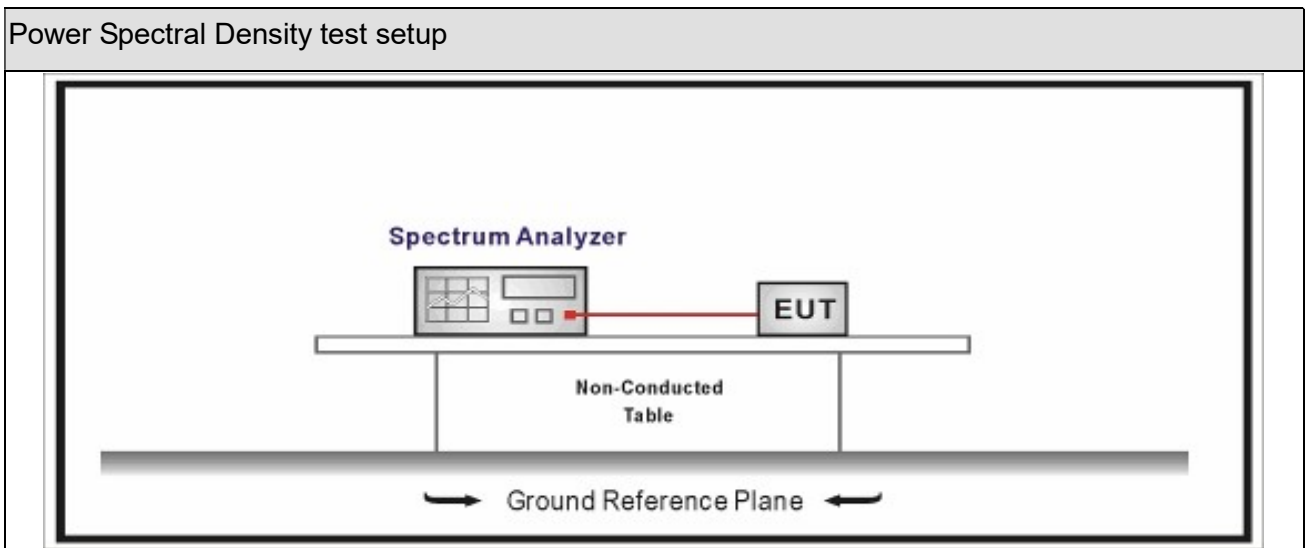 Power Spectral Density test setup
Spectrum Analyzer
EUT
Non-Conducted
Table
Ground Reference Plane